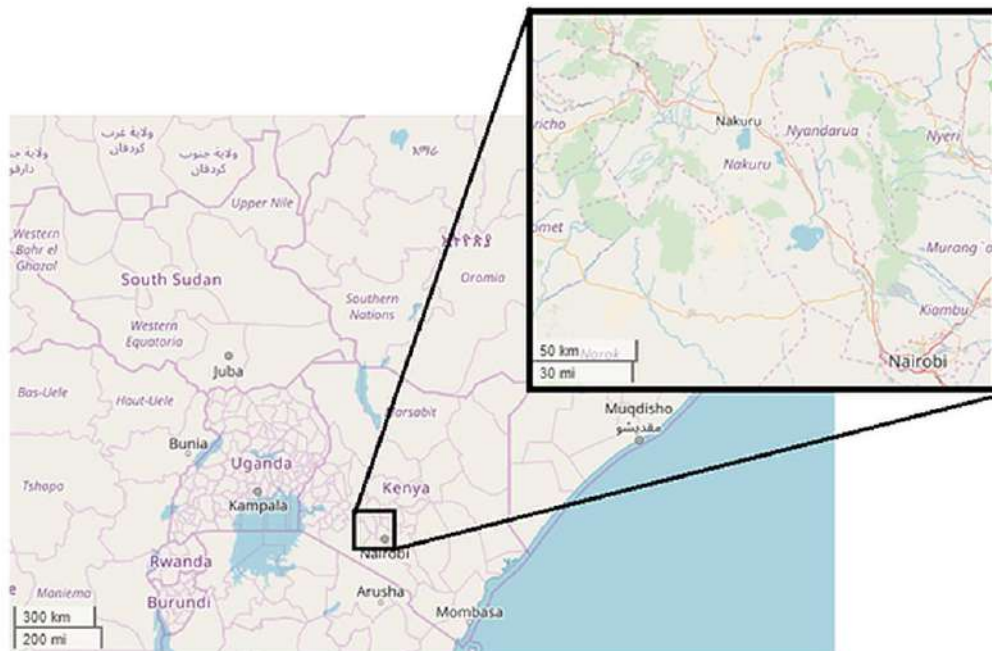 Nakuru
Nyandarua
Nyeri
ericho
Nakuru
omet
Murang`a
Kiambu
50 km
30 mi
Narok
Nairobi
ولاية غرب
كردفان
ولاية جنوب
كردفان
Upper Nile
Western
Bahr el
Ghazal
South Sudan
Oromia
Southern
Nations
Western
Equatoria
Juba
Bas-Uele
Haut-Uele
Marsabit
Muqdisho
مقديشو
Bunia
Uganda
Tshopo
Kampala
Kenya
Nairobi
Rwanda
Maniema
Burundi
Arusha
Mombasa
300 km
200 mi